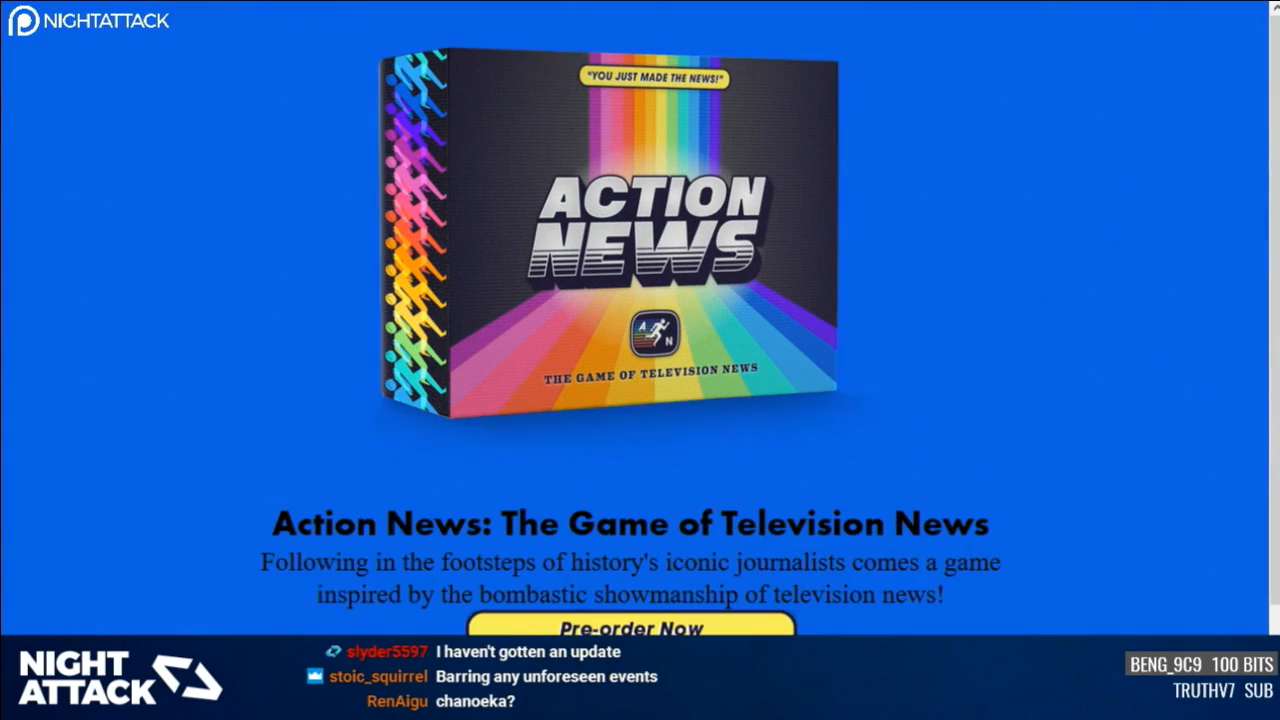 NIGHTATTACK
"YOU JUST MADE THE NEWS!"
ACTION
NEWS
A
N
THE GAME OF TELEVISION NEWS
Action News: The Game of Television News
Following in the footsteps of history's iconic journalists comes a game
inspired by the bombastic showmanship of television news!
Pre-order Now
NIGHT
ATTACK
slyder5597 I haven't gotten an update
stoic_squirrel Barring any unforeseen events
RenAigu chanoeka?
BENG_9C9 100 BITS
TRUTHV7 SUB